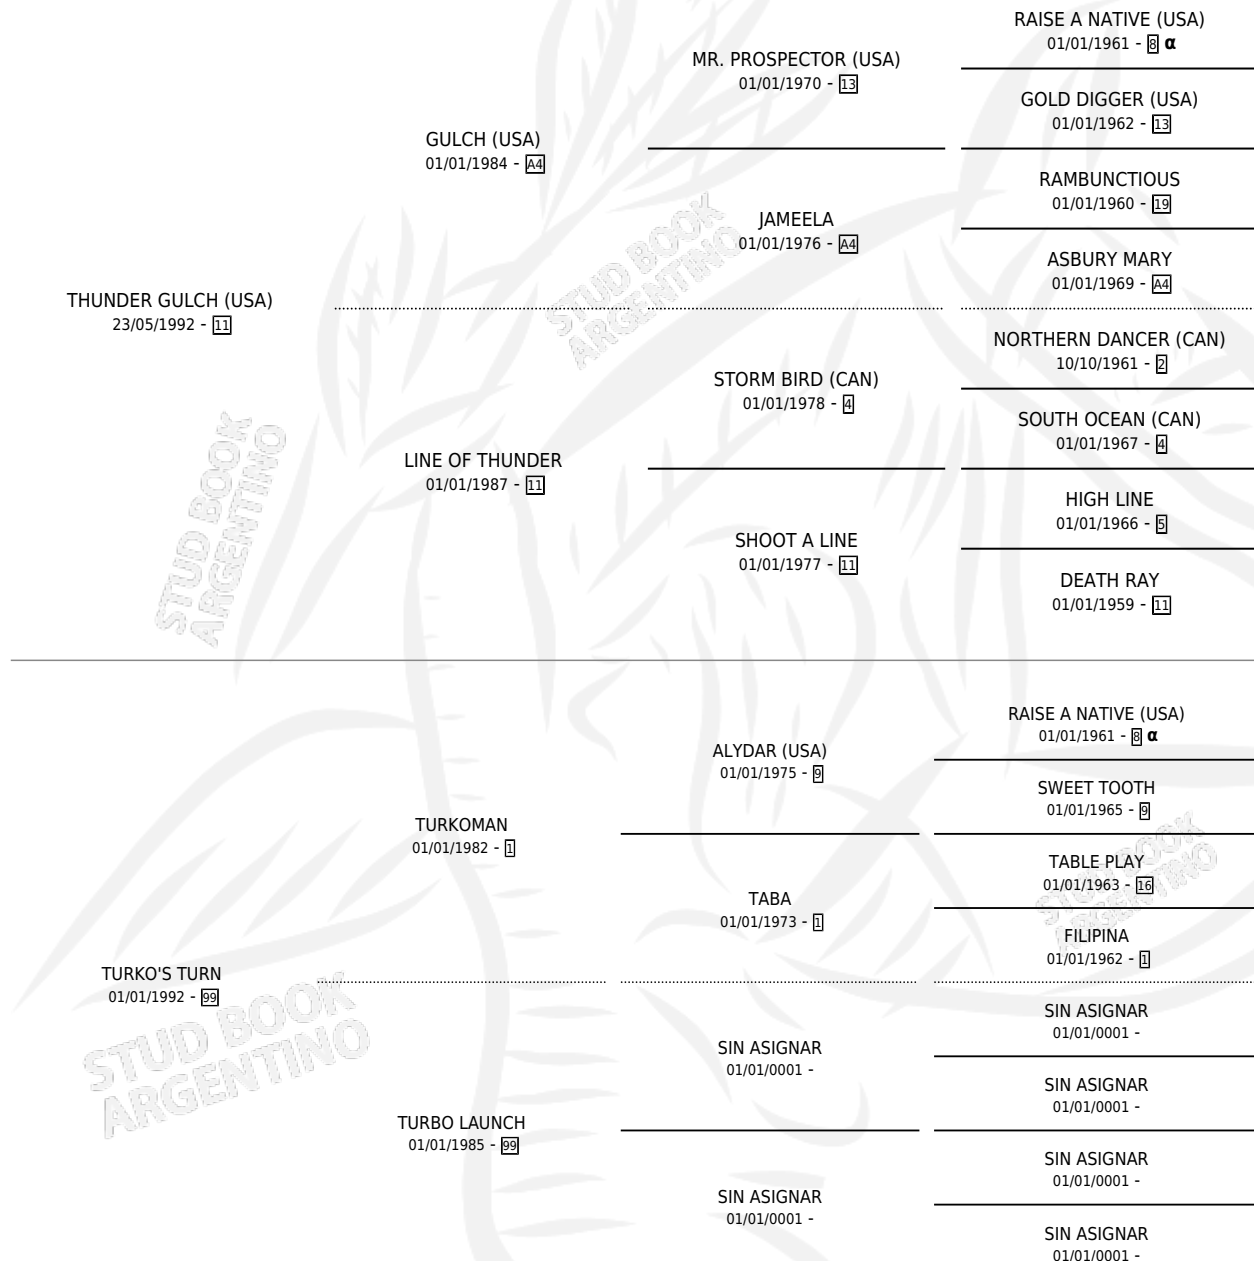 RAISE A NATIVE (USA)
01/01/1961 - 8 α
MR. PROSPECTOR (USA)
01/01/1970 - 13
GOLD DIGGER (USA)
01/01/1962 - 13
GULCH (USA)
01/01/1984 - A4
RAMBUNCTIOUS
01/01/1960 - 19
JAMEELA
01/01/1976 - A4
ASBURY MARY
01/01/1969 - A4
THUNDER GULCH (USA)
23/05/1992 - 11
NORTHERN DANCER (CAN)
10/10/1961 - 2
STORM BIRD (CAN)
01/01/1978 - 4
SOUTH OCEAN (CAN)
01/01/1967 - 4
LINE OF THUNDER
01/01/1987 - 11
HIGH LINE
01/01/1966 - 5
SHOOT A LINE
01/01/1977 - 11
DEATH RAY
01/01/1959 - 11
STUD BOOK
ARGENTINO
STUD BOOK
ARGENTINO
RAISE A NATIVE (USA)
01/01/1961 - 8 α
ALYDAR (USA)
01/01/1975 - 9
SWEET TOOTH
01/01/1965 - 9
TURKOMAN
01/01/1982 - 1
TABLE PLAY
01/01/1963 - 16
TABA
01/01/1973 - 1
FILIPINA
01/01/1962 - 1
TURKO'S TURN
01/01/1992 - 99
SIN ASIGNAR
01/01/0001 -
SIN ASIGNAR
01/01/0001 -
SIN ASIGNAR
01/01/0001 -
TURBO LAUNCH
01/01/1985 - 99
SIN ASIGNAR
01/01/0001 -
SIN ASIGNAR
01/01/0001 -
SIN ASIGNAR
01/01/0001 -
STUD BOOK
ARGENTINO
STUD BOOK
ARGENTINO